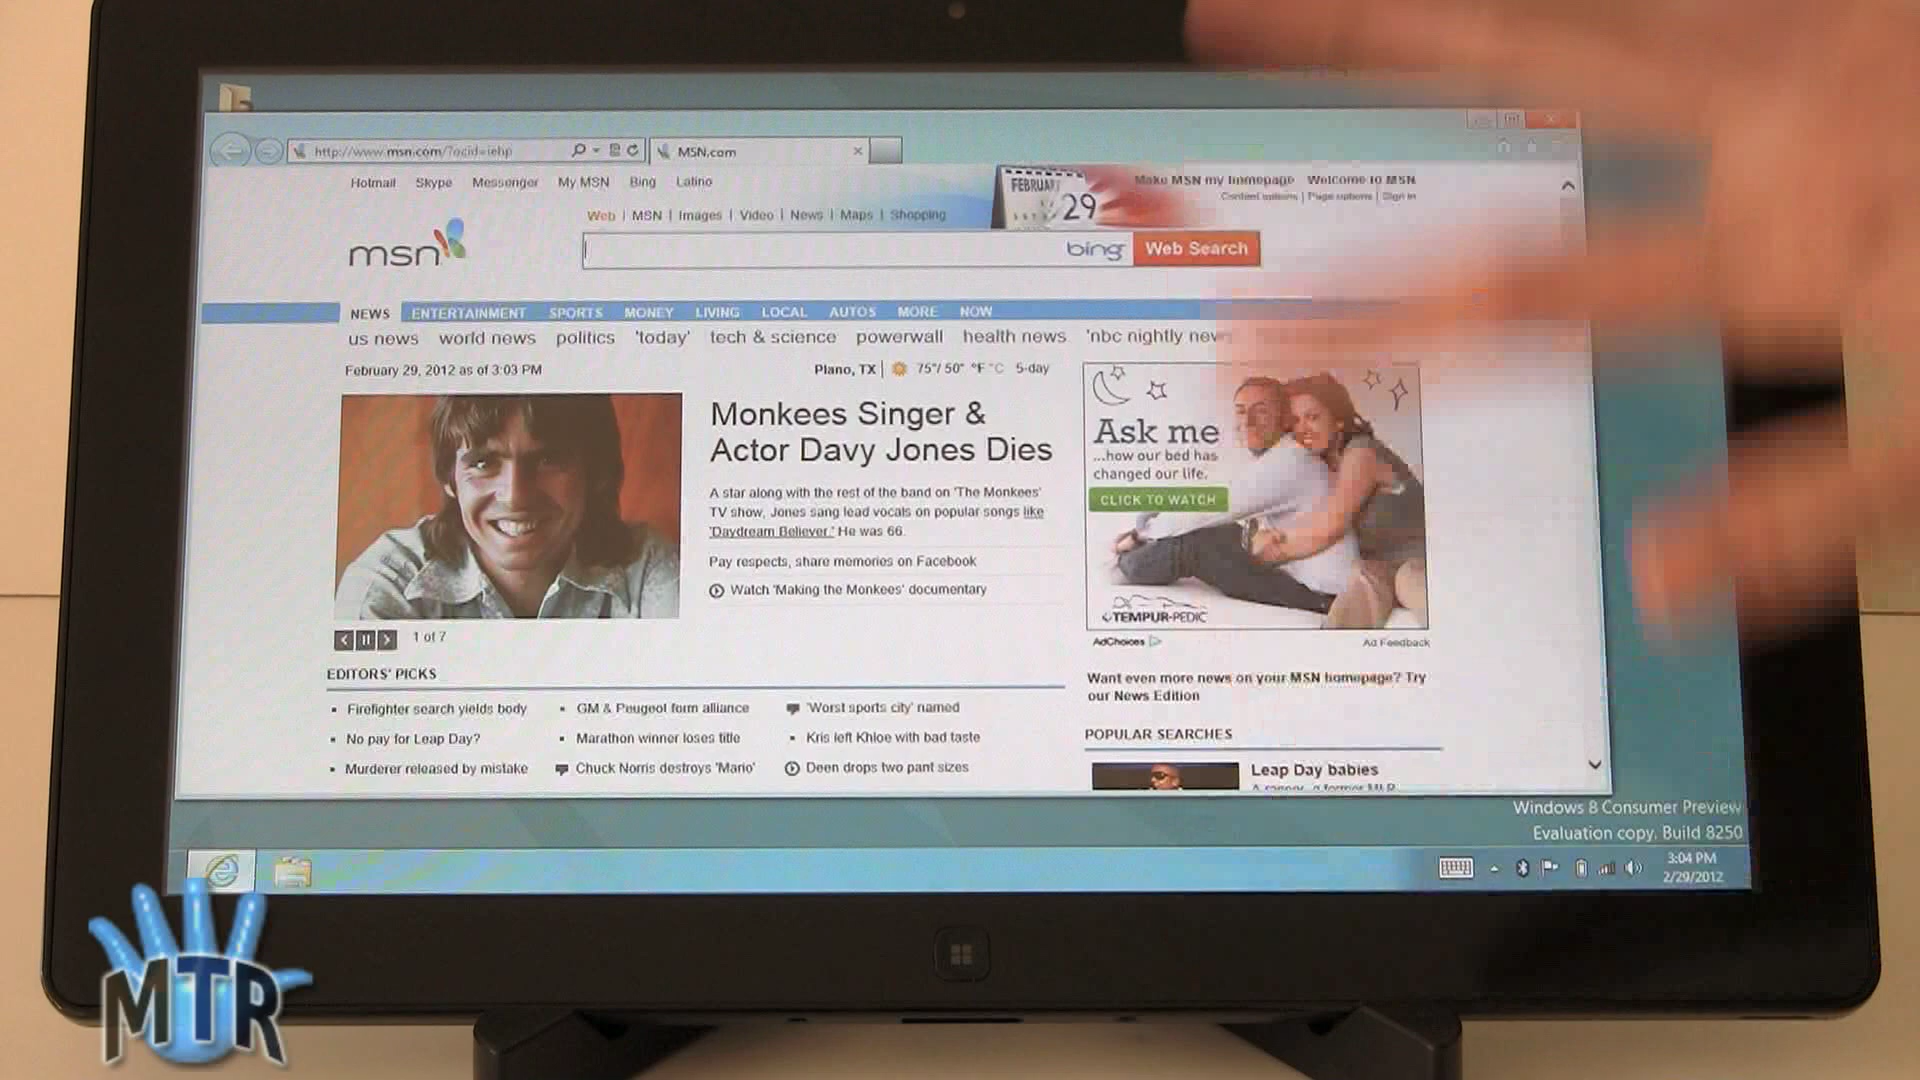 http://www.msn.com/?ocid=iehp
MSN.com
Hotmail Skype Messenger My MSN Bing Latino
FEBRUARY
29
Make MSN my homepage Welcome to MSN
Content options | Page options | Sign in
Web | MSN | Images | Video | News | Maps | Shopping
msn
bing Web Search
NEWS ENTERTAINMENT SPORTS MONEY LIVING LOCAL AUTOS MORE NOW
us news world news politics 'today' tech & science powerwall health news 'nbc nightly
February 29, 2012 as of 3:03 PM
Plano, TX | 75°/ 50° °F °C 5-day
Monkees Singer &
Actor Davy Jones Dies
A star along with the rest of the band on 'The Monkees'
TV show, Jones sang lead vocals on popular songs like
'Daydream Believer.' He was 66.
Pay respects, share memories on Facebook
Watch 'Making the Monkees' documentary
1 of 7
Ask me
...how our bed has
changed our life.
CLICK TO WATCH
TEMPUR-PEDIC
AdChoices
Ad Feedback
EDITORS' PICKS
Firefighter search yields body
No pay for Leap Day?
Murderer released by mistake
GM & Peugeot form alliance
Marathon winner loses title
Chuck Norris destroys 'Mario'
'Worst sports city' named
Kris left Khloe with bad taste
Deen drops two pant sizes
Want even more news on your MSN homepage? Try
our News Edition
POPULAR SEARCHES
Leap Day babies
Windows 8 Consumer Preview
Evaluation copy. Build 8250
3:04 PM
2/29/2012
MTR